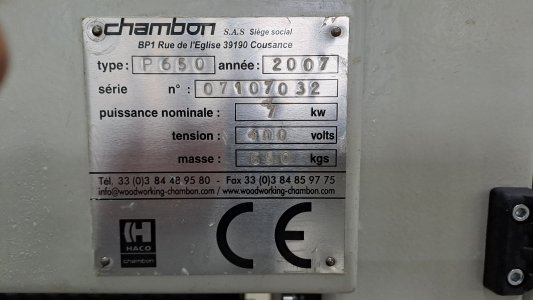 chambon S.A.S Siége social
BP1 Rue de l'Eglise 39190 Cousance
type: P650 année: 2007
série n° : 07107032
puissance nominale: 7 kw
tension: 400 volts
masse: kgs
Tél. 33 (0)3 84 48 95 80 - Fax 33 (0)3 84 85 97 75
info@woodworking-chambon.com / www.woodworking-chambon.com
H
HACO
chambon
CE